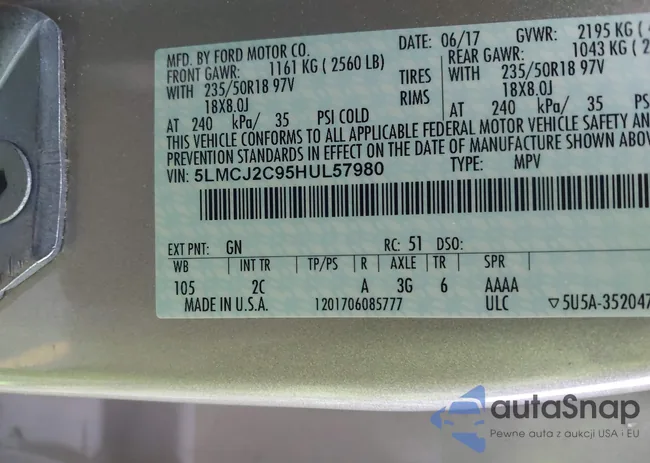 MFD. BY FORD MOTOR CO. DATE: 06/17 GVWR: 2195 KG
FRONT GAWR: 1161 KG ( 2560 LB) REAR GAWR: 1043 KG
WITH 235/50R18 97V TIRES WITH 235/50R18 97V
18X8.0J RIMS 18X8.0J
AT 240 kPa/ 35 PSI COLD AT 240 kPa/ 35
THIS VEHICLE CONFORMS TO ALL APPLICABLE FEDERAL MOTOR VEHICLE SAFETY AN
PREVENTION STANDARDS IN EFFECT ON THE DATE OF MANUFACTURE SHOWN ABOV
VIN: 5LMCJ2C95HUL57980 TYPE: MPV
EXT PNT: GN RC: 51 DSO:
WB INT TR TP/PS R AXLE TR SPR
105 2C A 3G 6 AAAA
MADE IN U.S.A. 1201706085777 ULC ▽5U5A-352047
autaSnap
Pewne auta z aukcji USA i EU